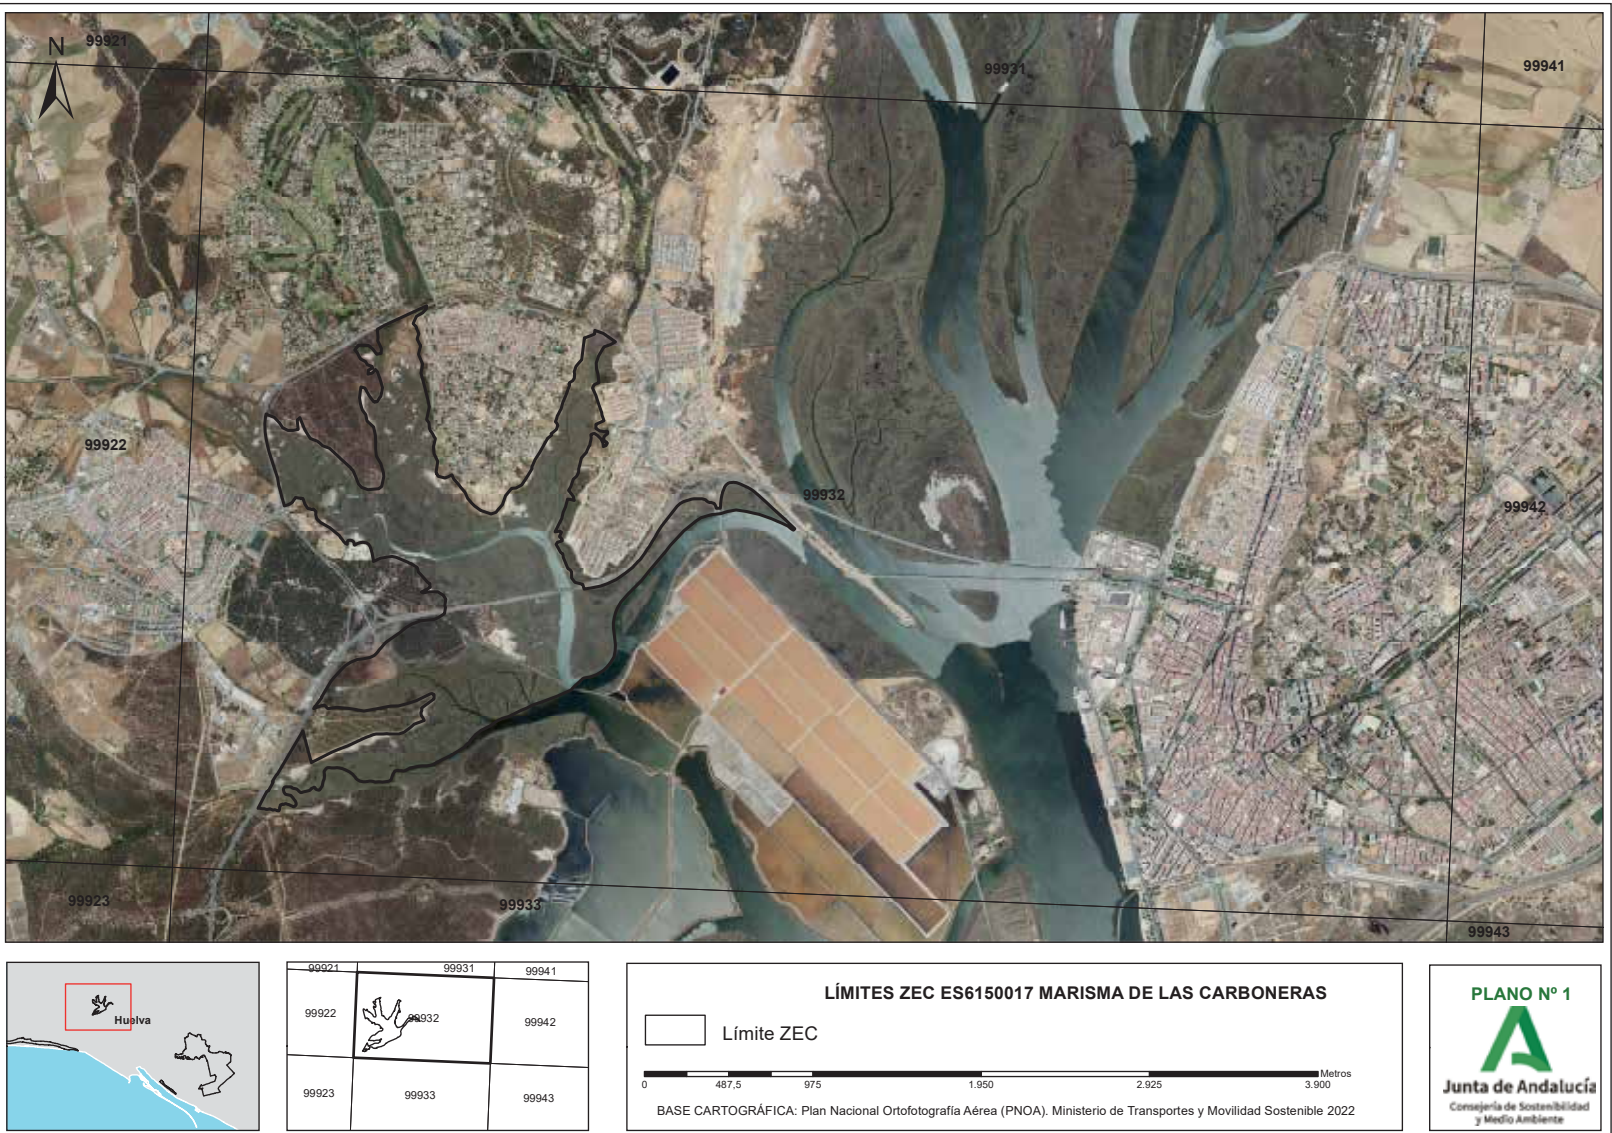 N
99921
99931
99941
99922
99932
99942
99923
99933
99943
Huelva
99921
99931
99941
99922
99932
99942
99923
99933
99943
LÍMITES ZEC ES6150017 MARISMA DE LAS CARBONERAS
Límite ZEC
0 487,5 975 1.950 2.925 3.900 Metros
BASE CARTOGRÁFICA: Plan Nacional Ortofotografía Aérea (PNOA). Ministerio de Transportes y Movilidad Sostenible 2022
PLANO Nº 1
Junta de Andalucía
Consejería de Sostenibilidad
y Medio Ambiente